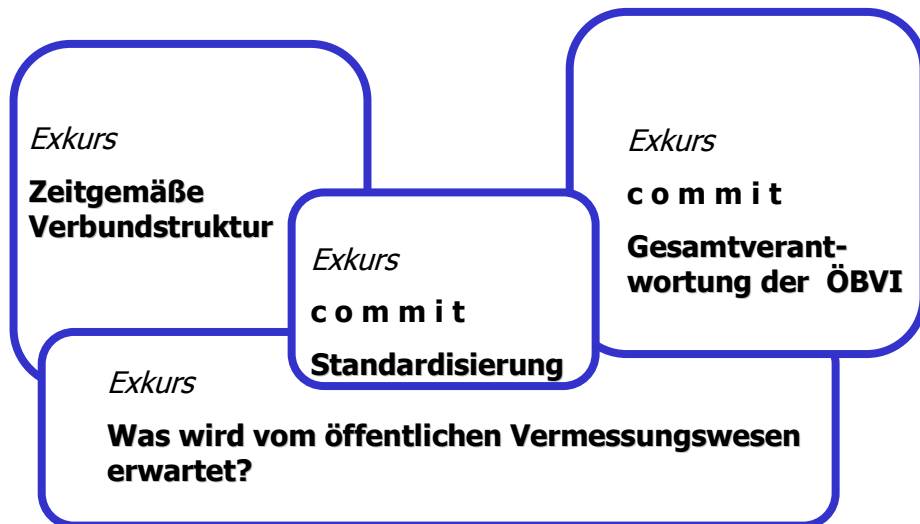 Exkurs
Zeitgemäße
Verbundstruktur
Exkurs
c o m m i t
Gesamtverant-
wortung der ÖBVI
Exkurs
c o m m i t
Standardisierung
Exkurs
Was wird vom öffentlichen Vermessungswesen
erwartet?